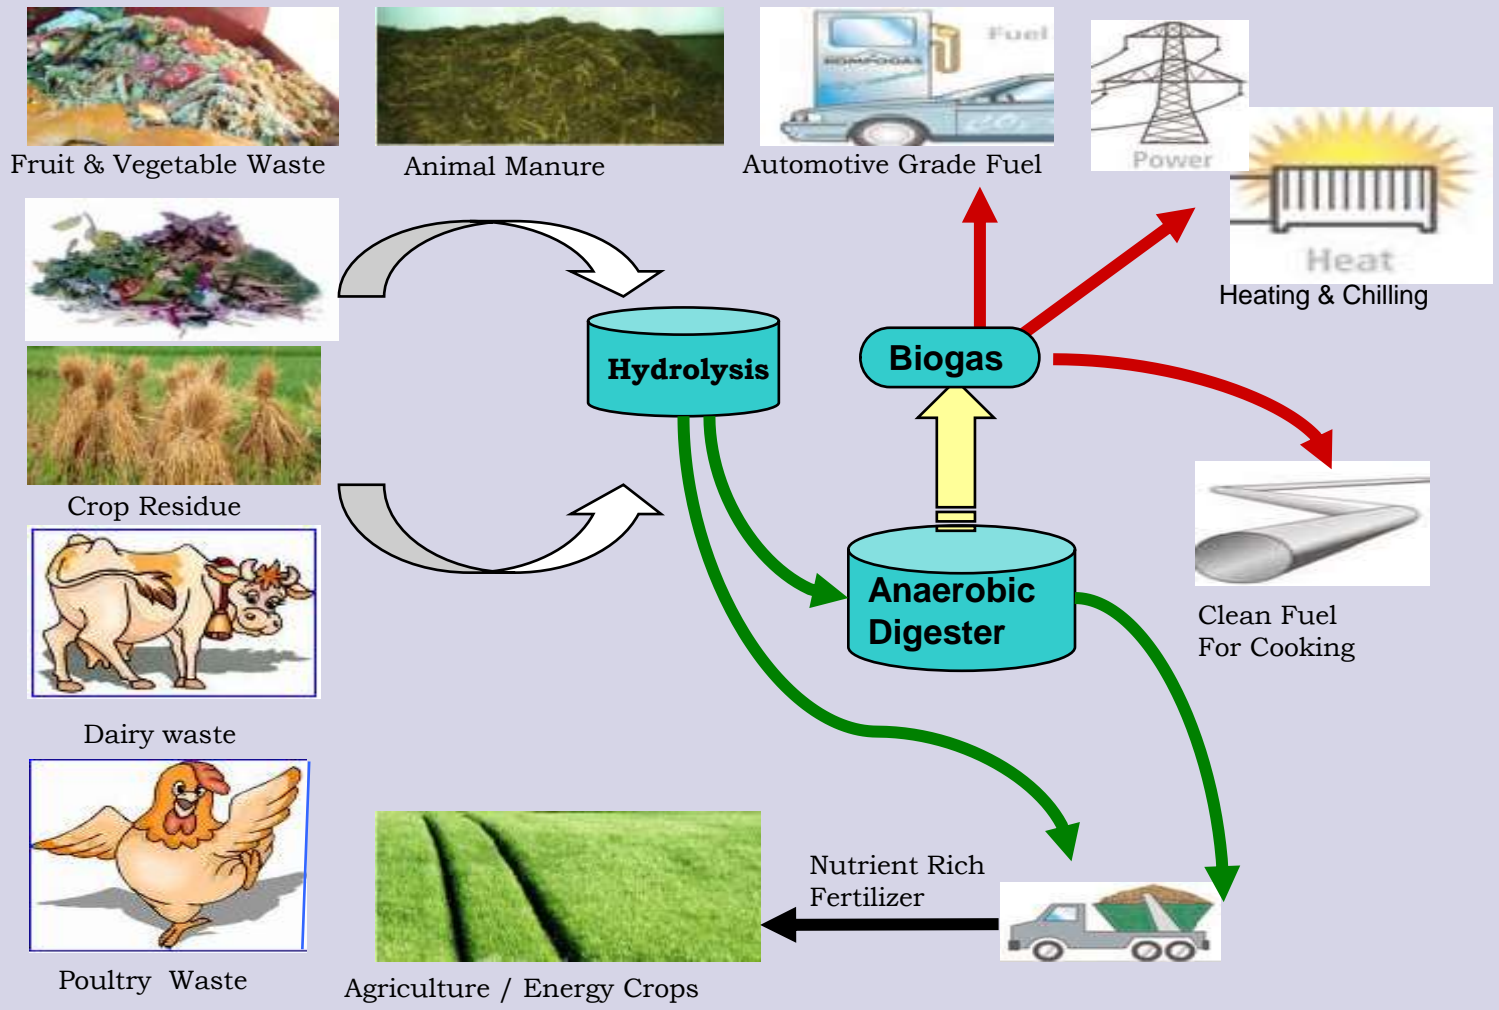 Fuel
KOMPOGAS
Power
Fruit & Vegetable Waste
Animal Manure
Automotive Grade Fuel
Heat
Heating & Chilling
Hydrolysis
Biogas
Crop Residue
Anaerobic
Digester
Clean Fuel
For Cooking
Dairy waste
Nutrient Rich
Fertilizer
Poultry  Waste
Agriculture / Energy Crops